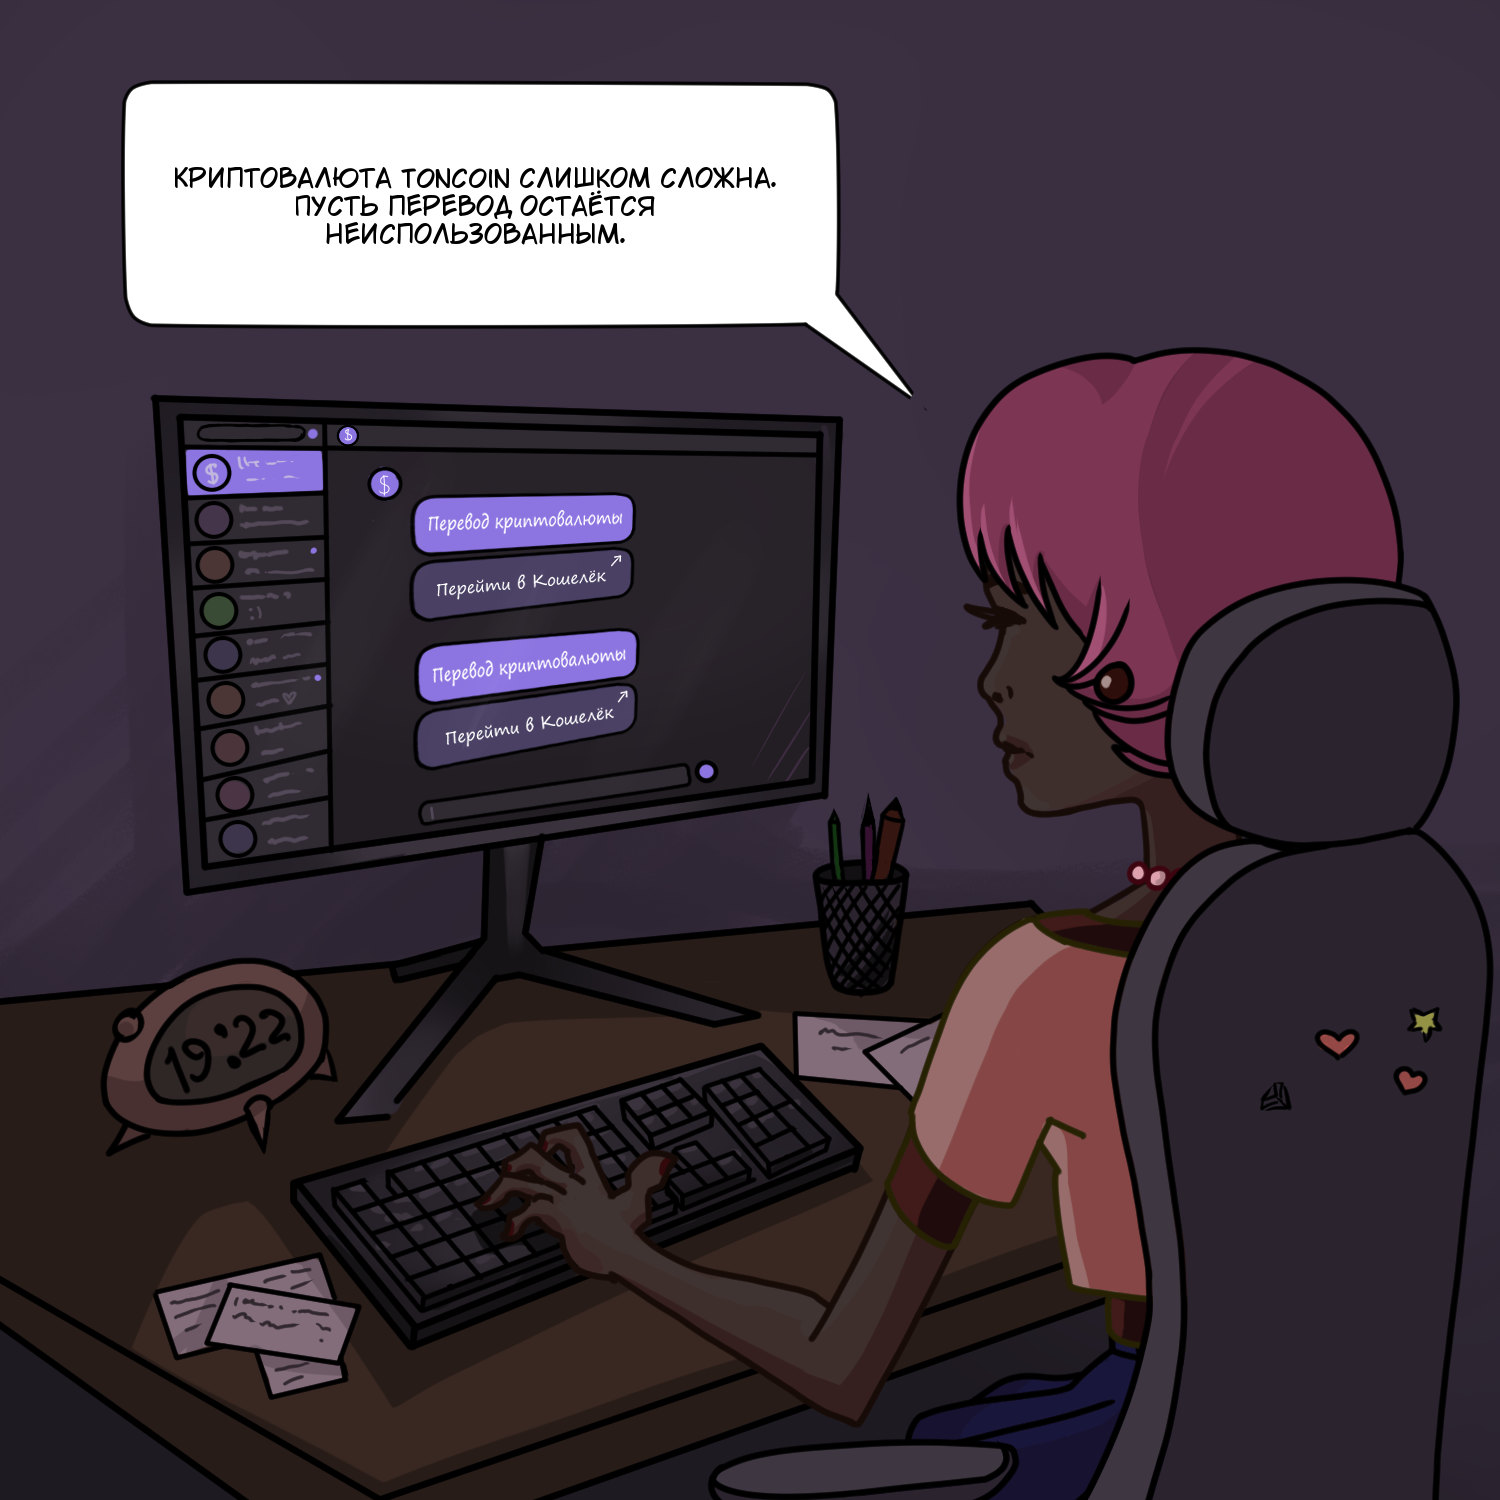 КРИПТОВАЛЮТА TONCOIN СЛИШКОМ СЛОЖНА.
ПУСТЬ ПЕРЕВОД ОСТАЁТСЯ
НЕИСПОЛЬЗОВАННЫМ.
$
$
$
Перевод криптовалюты
Перейти в Кошелёк
Перевод криптовалюты
Перейти в Кошелёк
:)
19:22